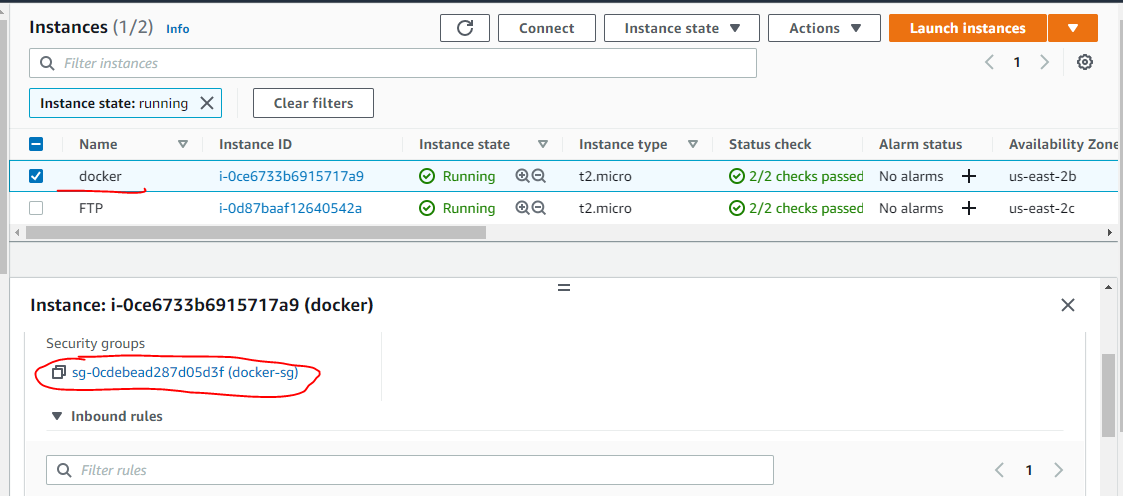 Instances (1/2) Info Connect Instance state Actions Launch instances
Filter instances 1
Instance state: running Clear filters
Name Instance ID Instance state Instance type Status check Alarm status Availability Zone
docker i-0ce6733b6915717a9 Running t2.micro 2/2 checks passed No alarms + us-east-2b
FTP i-0d87baaf12640542a Running t2.micro 2/2 checks passed No alarms + us-east-2c
Instance: i-0ce6733b6915717a9 (docker)
Security groups
sg-0cdebead287d05d3f (docker-sg)
Inbound rules
Filter rules 1